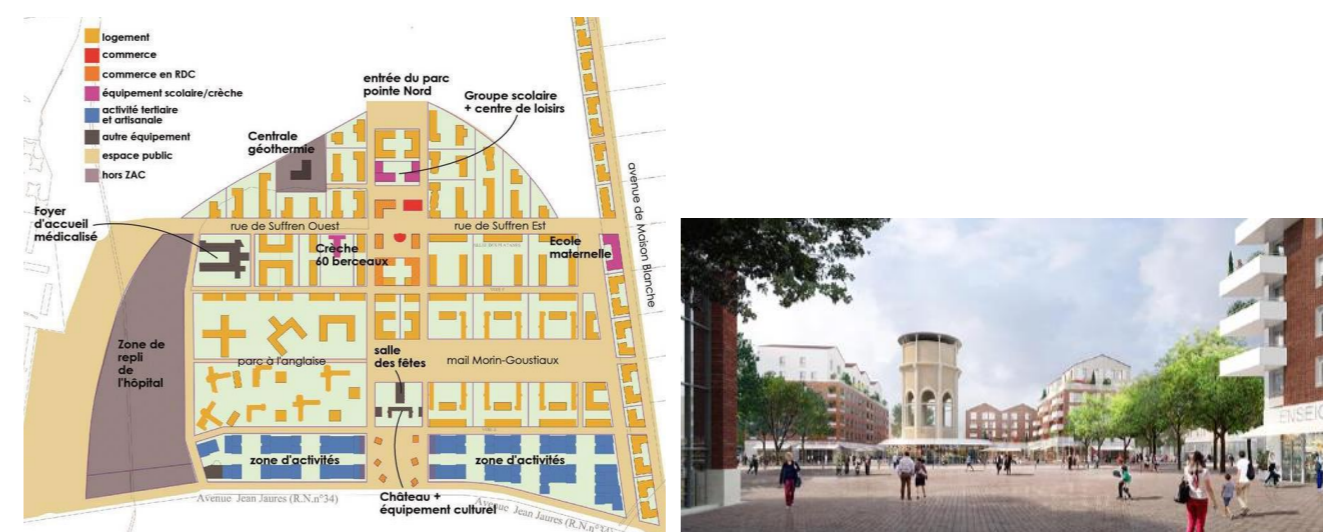 logement
commerce
commerce en RDC
équipement scolaire/crèche
activité tertiaire
et artisanale
autre équipement
espace public
hors ZAC
entrée du parc
pointe Nord
Groupe scolaire
+ centre de loisirs
Centrale
géothermie
Foyer
d'accueil
médicalisé
rue de Suffren Ouest
rue de Suffren Est
Crèche
60 berceaux
Ecole
maternelle
avenue de Maison Blanche
Zone de
repli
de
l'hôpital
parc à l'anglaise
salle
des fêtes
mail Morin-Goustiaux
zone d'activités
zone d'activités
Avenue Jean Jaures (R.N.n°34)
Château +
équipement culturel
Avenue Jean Jaures (R.N.n°34)
ENSEIG